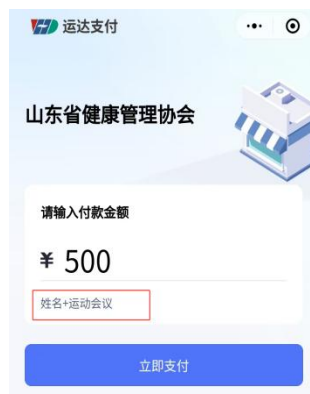 运达支付
山东省健康管理协会
请输入付款金额
¥ 500
姓名+运动会议
立即支付